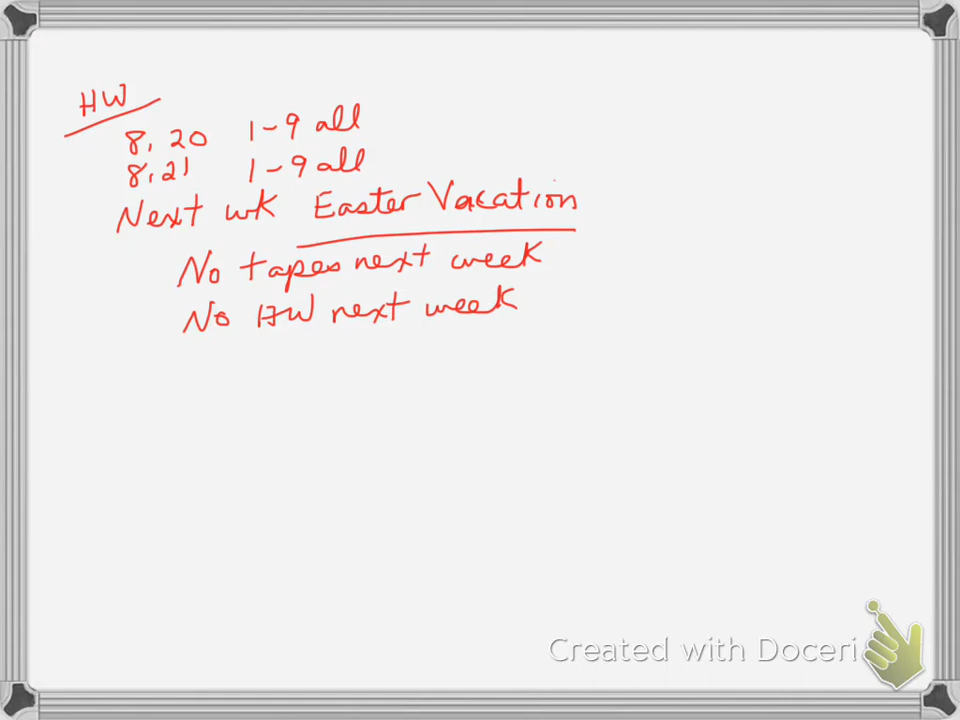 HW
8, 20 1-9 all
8, 21 1-9 all
Next wk Easter Vacation
No tapes next week
No HW next week
Created with Doceri